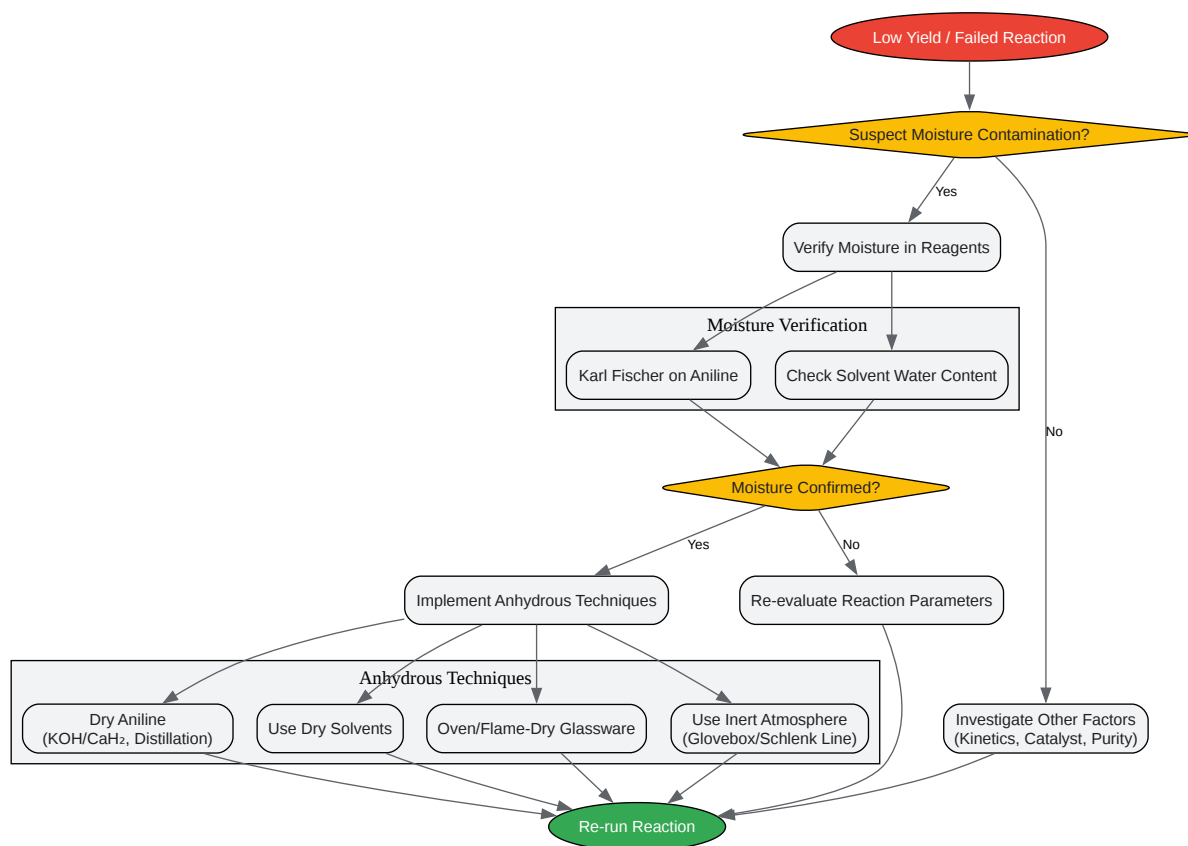 Low Yield / Failed Reaction
Suspect Moisture Contamination?
Yes
Verify Moisture in Reagents
Moisture Verification
Karl Fischer on Aniline
Check Solvent Water Content
No
Moisture Confirmed?
Yes
No
Implement Anhydrous Techniques
Re-evaluate Reaction Parameters
Anhydrous Techniques
Dry Aniline
(KOH/CaH₂, Distillation)
Use Dry Solvents
Oven/Flame-Dry Glassware
Use Inert Atmosphere
(Glovebox/Schlenk Line)
Investigate Other Factors
(Kinetics, Catalyst, Purity)
Re-run Reaction